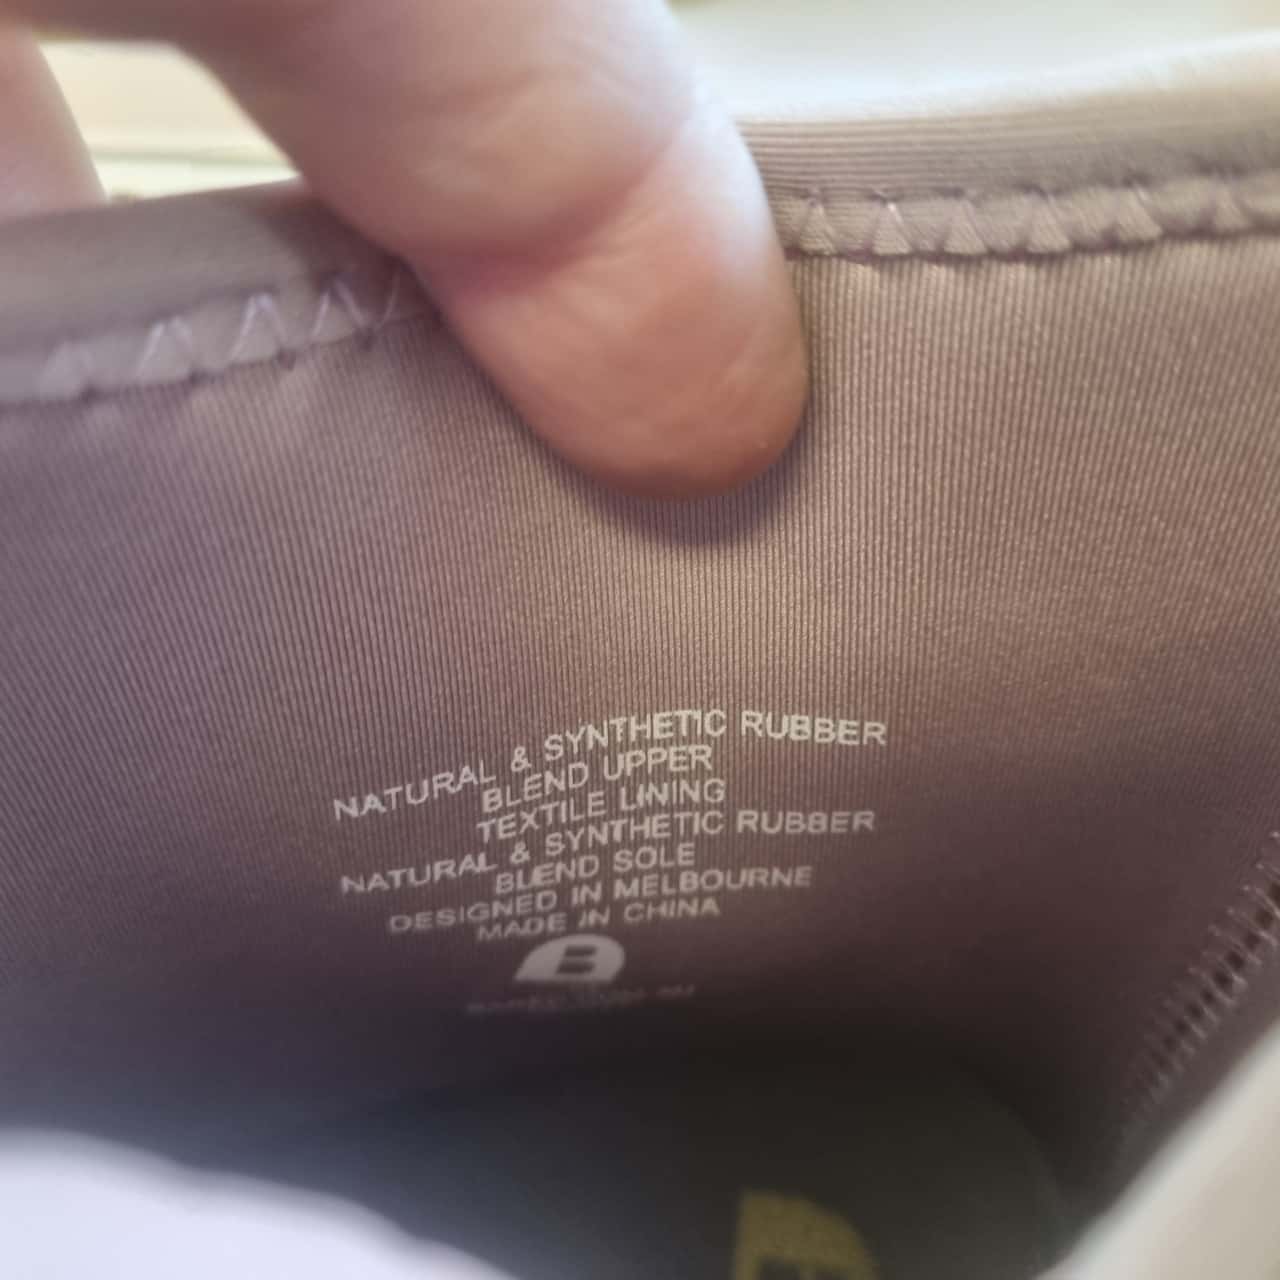 NATURAL & SYNTHETIC RUBBER
BLEND UPPER
TEXTILE LINING
NATURAL & SYNTHETIC RUBBER
BLEND SOLE
DESIGNED IN MELBOURNE
MADE IN CHINA
B